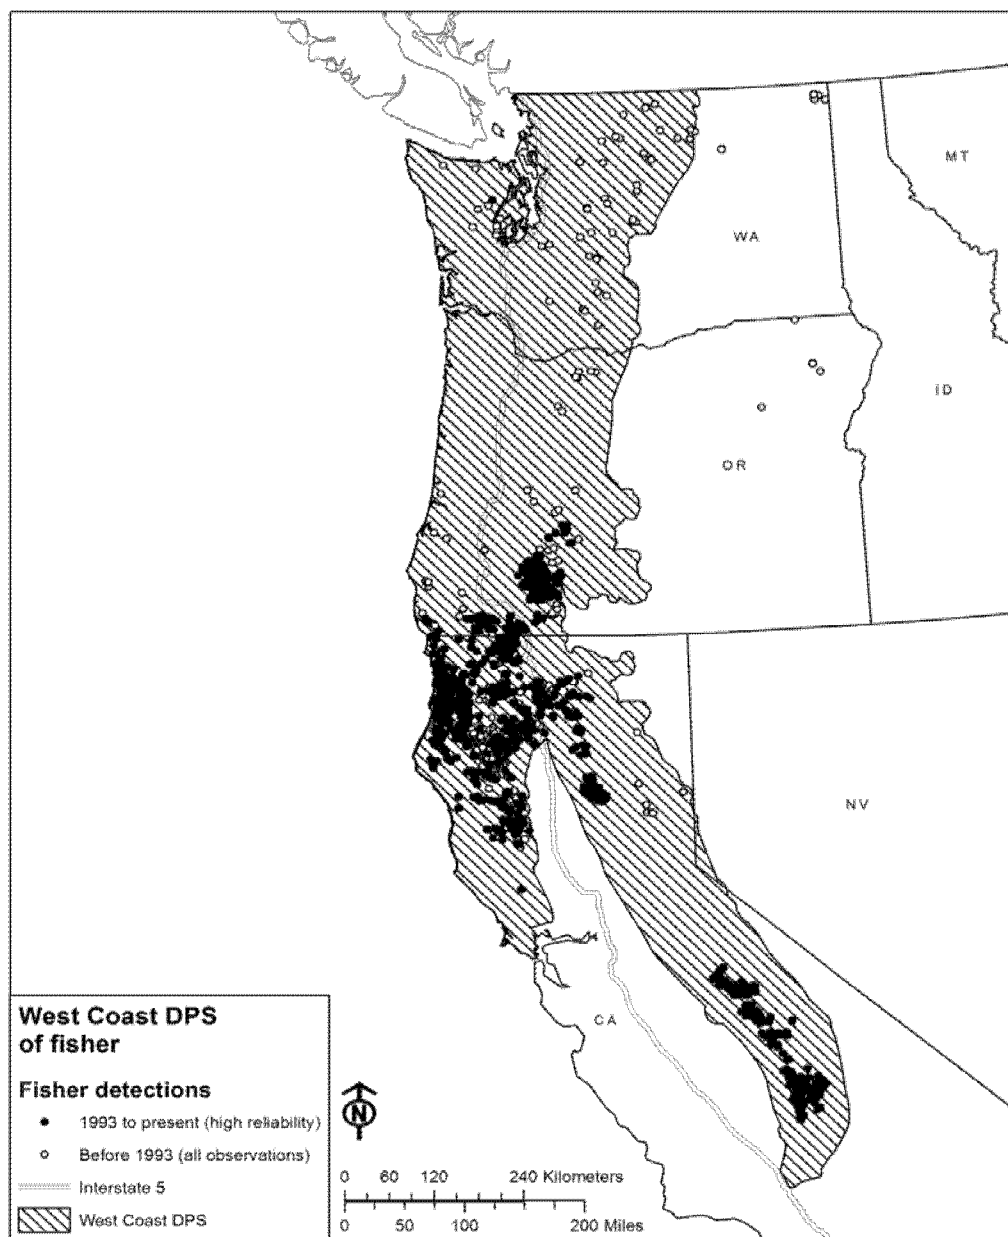 MT
WA
ID
OR
NV
CA
West Coast DPS
of fisher
Fisher detections
1993 to present (high reliability)
Before 1993 (all observations)
Interstate 5
West Coast DPS
N
0 60 120 240 Kilometers
0 50 100 200 Miles